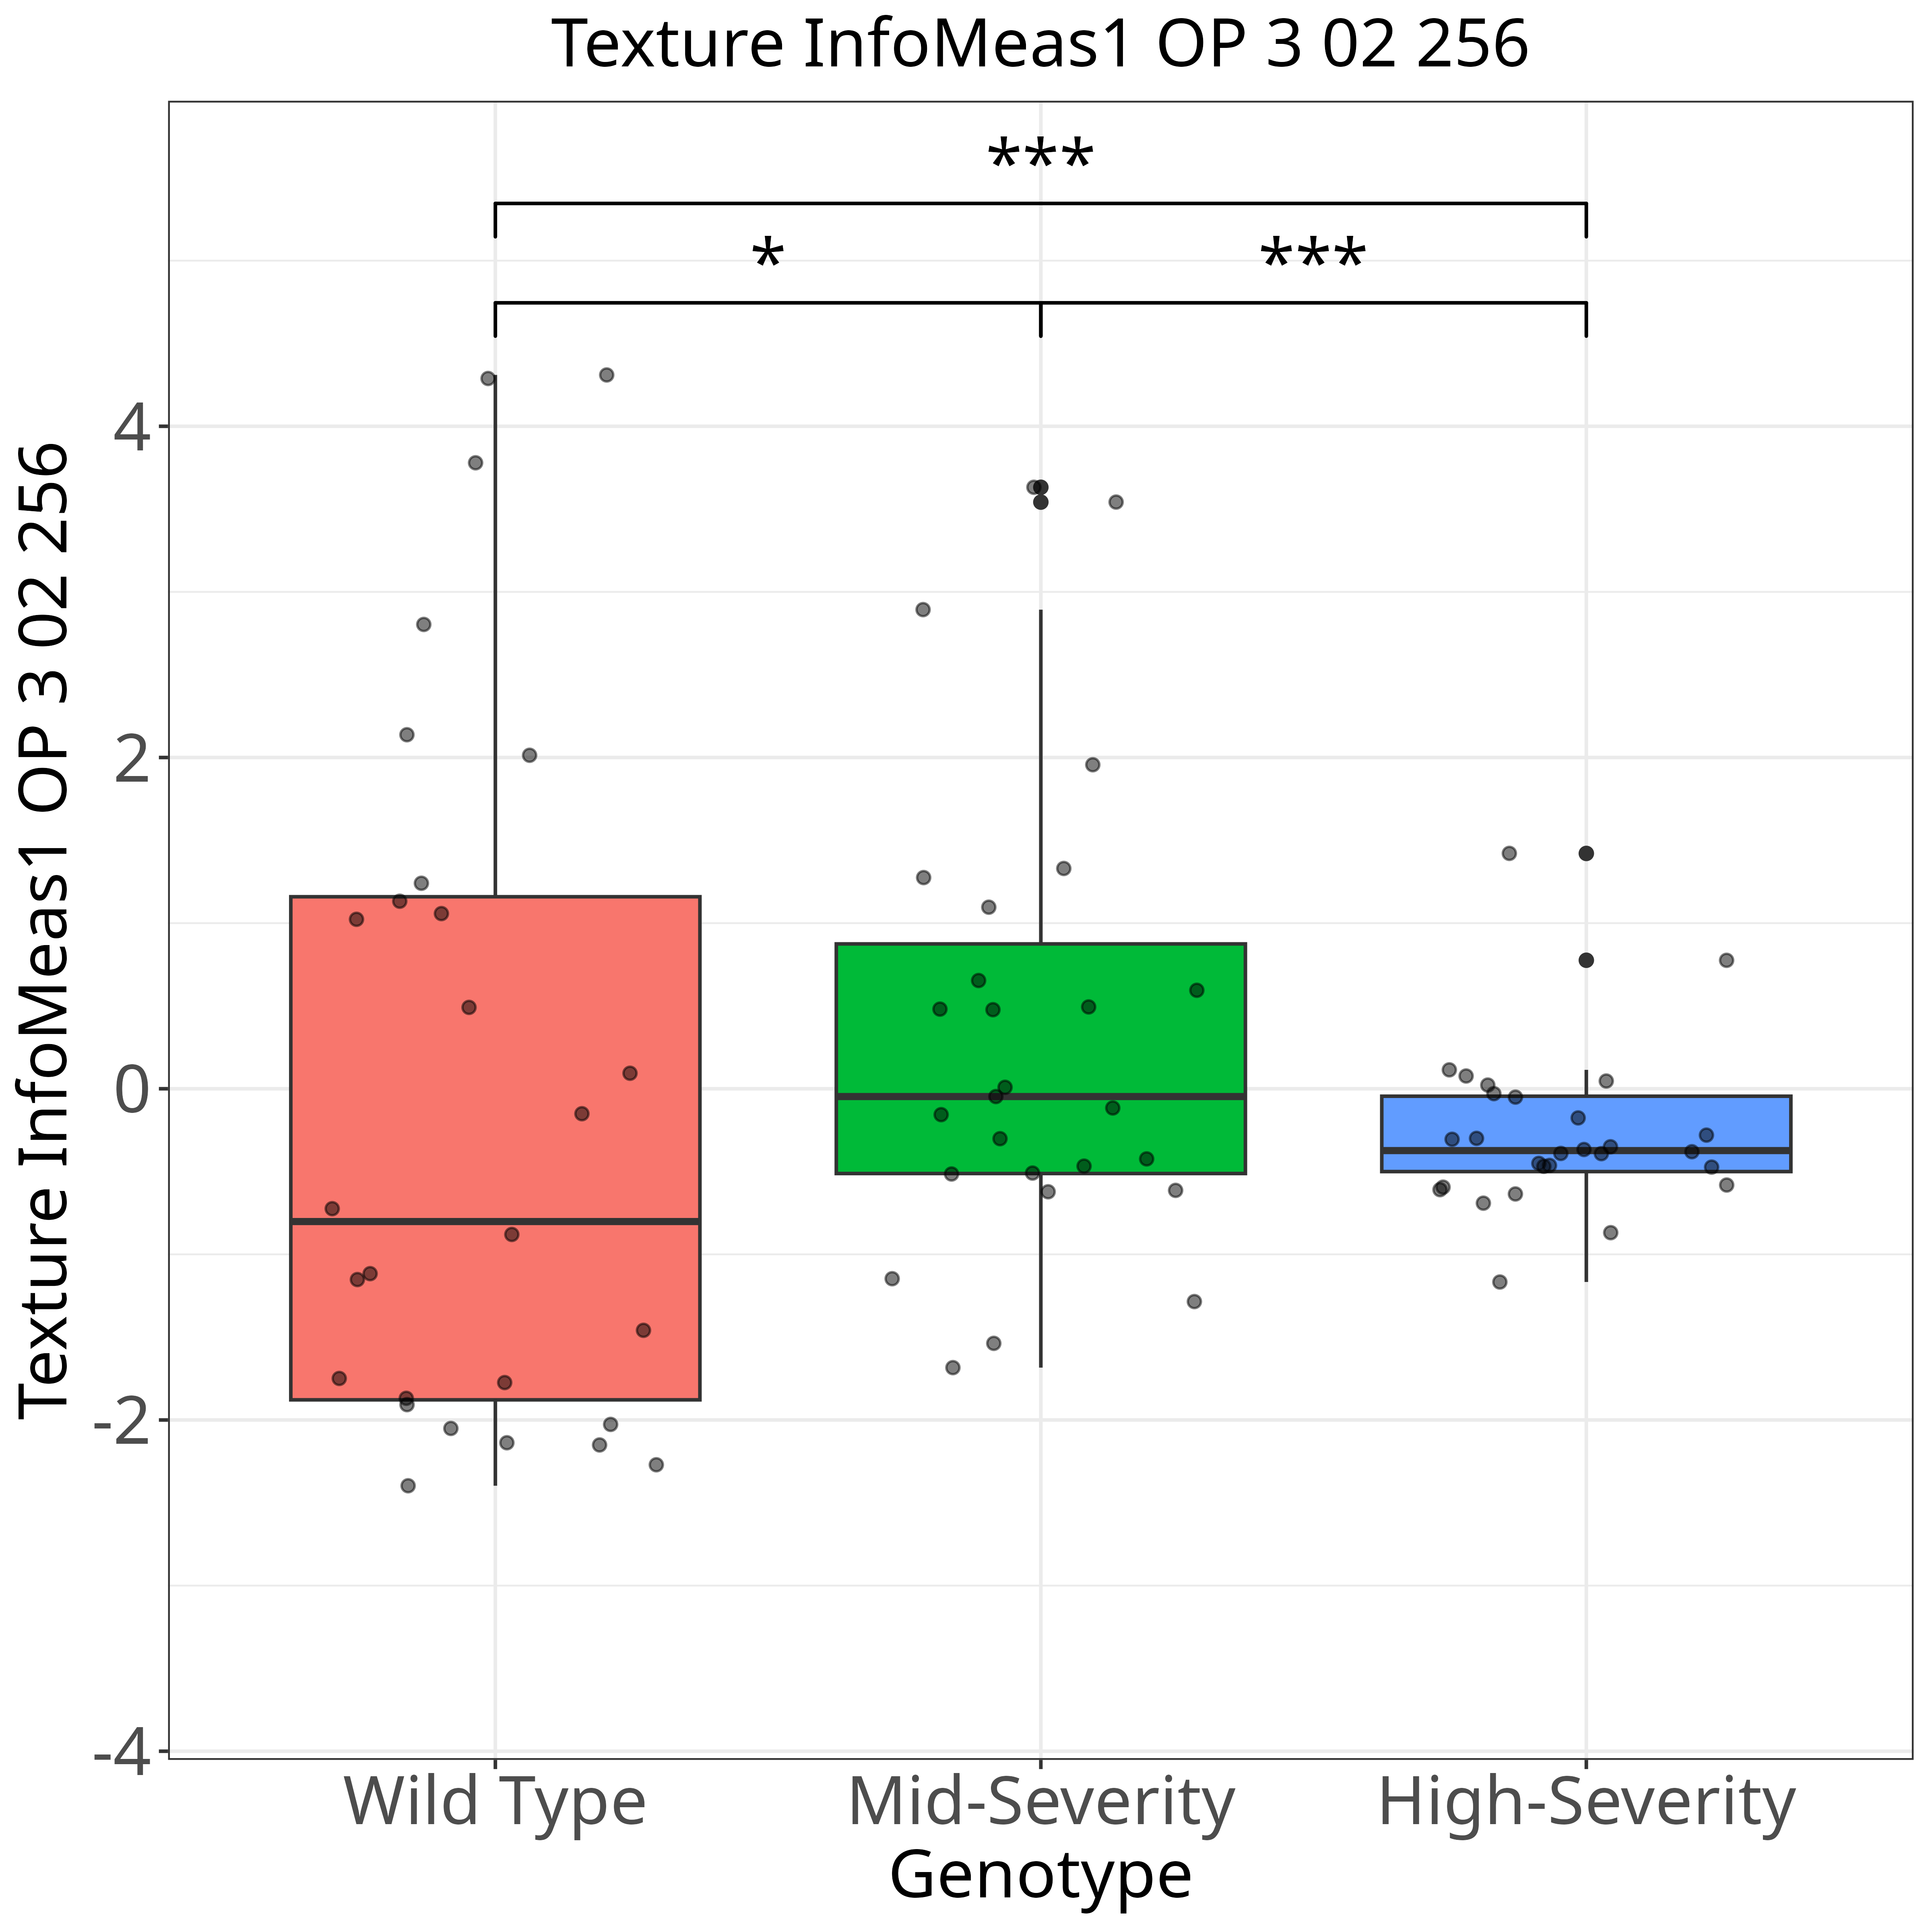 Texture InfoMeas1 OP 3 02 256
***
* ***
Texture InfoMeas1 OP 3 02 256
4
2
0
-2
-4
Wild Type Mid-Severity High-Severity
Genotype